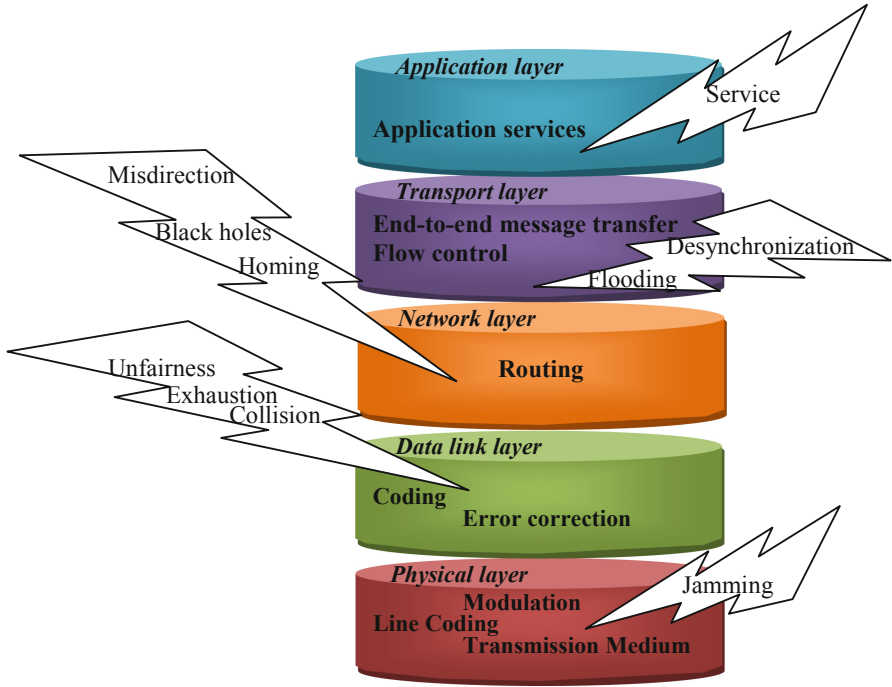 Application layer
Service
Application services
Misdirection
Transport layer
Black holes
End-to-end message transfer
Flow control
Desynchronization
Homing
Flooding
Network layer
Routing
Unfairness
Exhaustion
Collision
Data link layer
Coding
Error correction
Physical layer
Jamming
Modulation
Line Coding
Transmission Medium